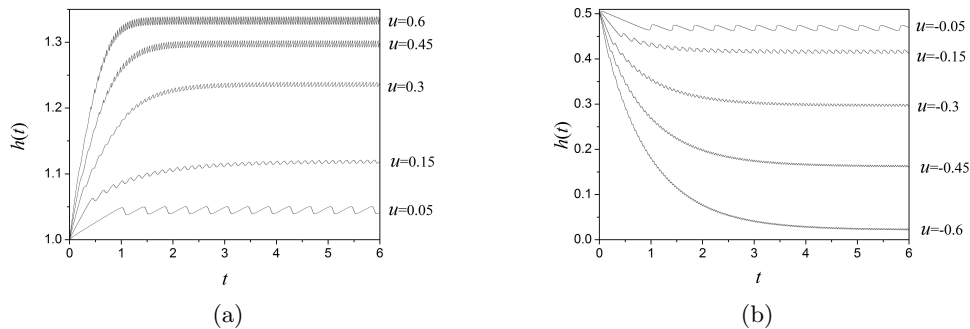 1.3
1.2
1.1
1.0
h(t)
0 1 2 3 4 5 6
t
u=0.6
u=0.45
u=0.3
u=0.15
u=0.05
(a)
0.5
0.4
0.3
0.2
0.1
0.0
h(t)
0 1 2 3 4 5 6
t
u=-0.05
u=-0.15
u=-0.3
u=-0.45
u=-0.6
(b)